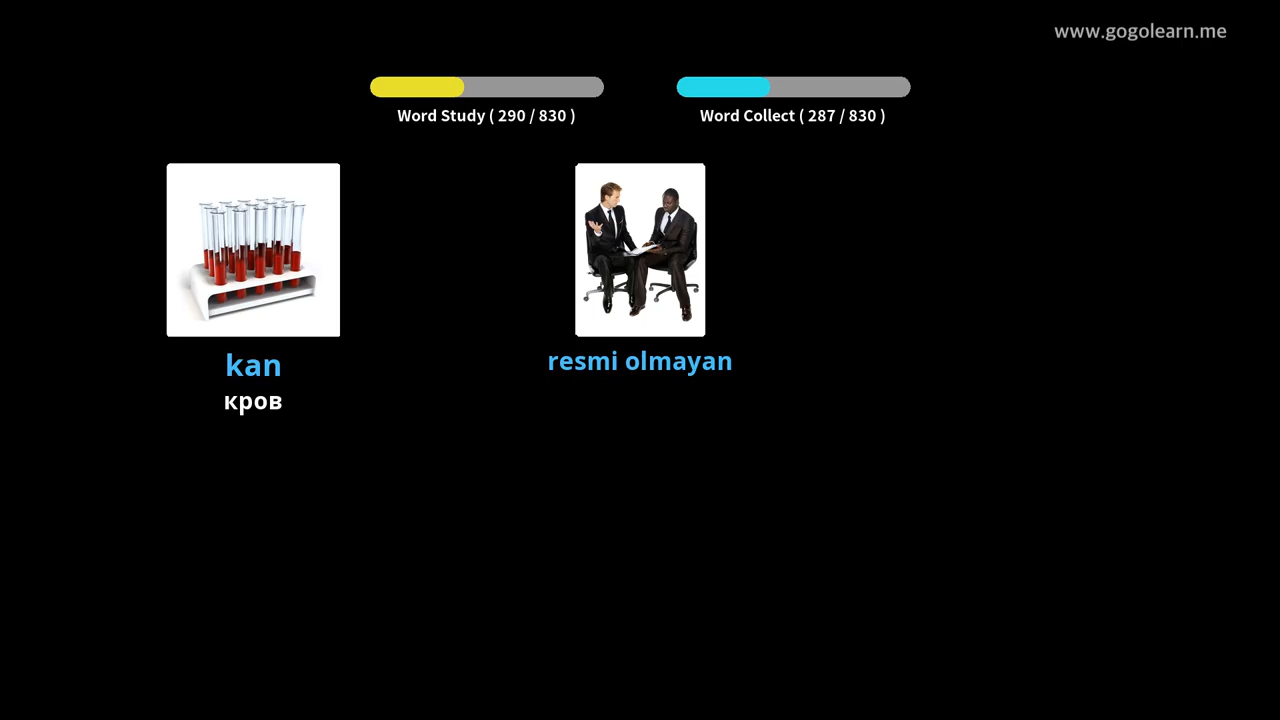 www.gogolearn.me
Word Study ( 290 / 830 )
Word Collect ( 287 / 830 )
kan
кров
resmi olmayan